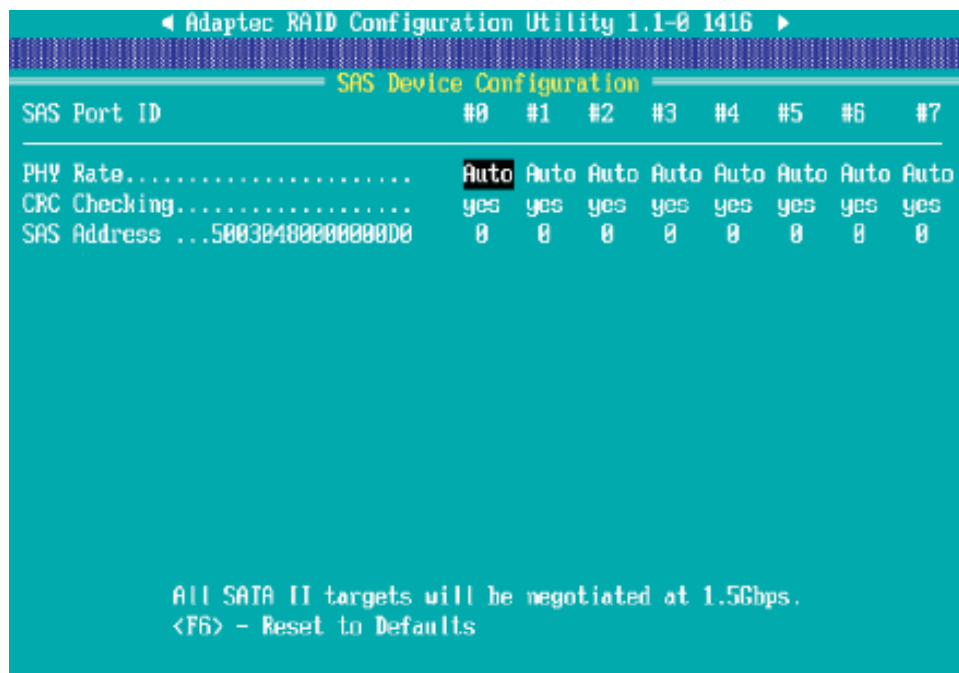 ◄ Adaptec RAID Configuration Utility 1.1-0 1416 ►
SAS Device Configuration
SAS Port ID #0 #1 #2 #3 #4 #5 #6 #7
PHY Rate....................... Auto Auto Auto Auto Auto Auto Auto Auto
CRC Checking................... yes yes yes yes yes yes yes yes
SAS Address ...50030480000000D0 0 0 0 0 0 0 0 0
All SATA II targets will be negotiated at 1.5Gbps.
<F6> - Reset to Defaults